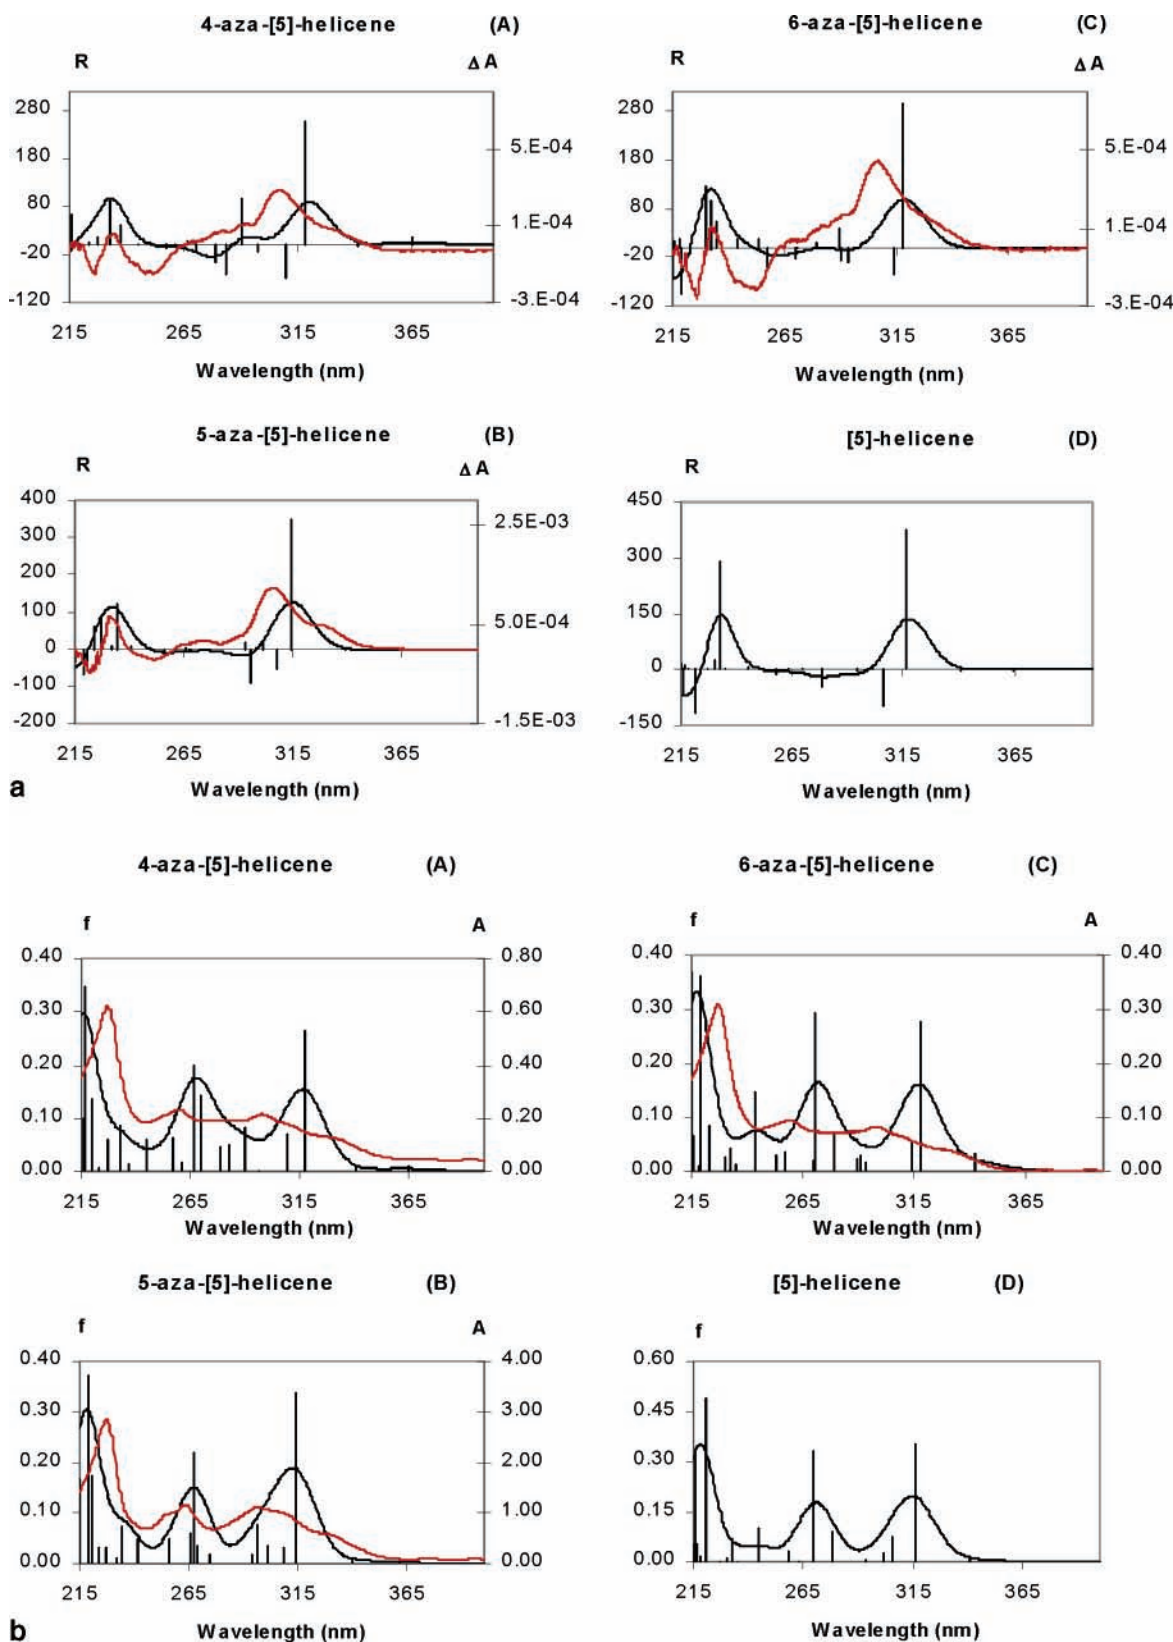 4-aza-[5]-helicene (A)
R Δ A
280
180
80
-20
-120
5.E-04
1.E-04
-3.E-04
215 265 315 365
Wavelength (nm)
6-aza-[5]-helicene (C)
R Δ A
280
180
80
-20
-120
5.E-04
1.E-04
-3.E-04
215 265 315 365
Wavelength (nm)
5-aza-[5]-helicene (B)
R Δ A
400
300
200
100
0
-100
-200
2.5E-03
5.0E-04
-1.5E-03
215 265 315 365
Wavelength (nm)
[5]-helicene (D)
R
450
300
150
0
-150
215 265 315 365
Wavelength (nm)
a
4-aza-[5]-helicene (A)
f A
0.40
0.30
0.20
0.10
0.00
0.80
0.60
0.40
0.20
0.00
215 265 315 365
Wavelength (nm)
6-aza-[5]-helicene (C)
f A
0.40
0.30
0.20
0.10
0.00
0.40
0.30
0.20
0.10
0.00
215 265 315 365
Wavelength (nm)
5-aza-[5]-helicene (B)
f A
0.40
0.30
0.20
0.10
0.00
4.00
3.00
2.00
1.00
0.00
215 265 315 365
Wavelength (nm)
[5]-helicene (D)
f
0.60
0.45
0.30
0.15
0.00
215 265 315 365
Wavelength (nm)
b